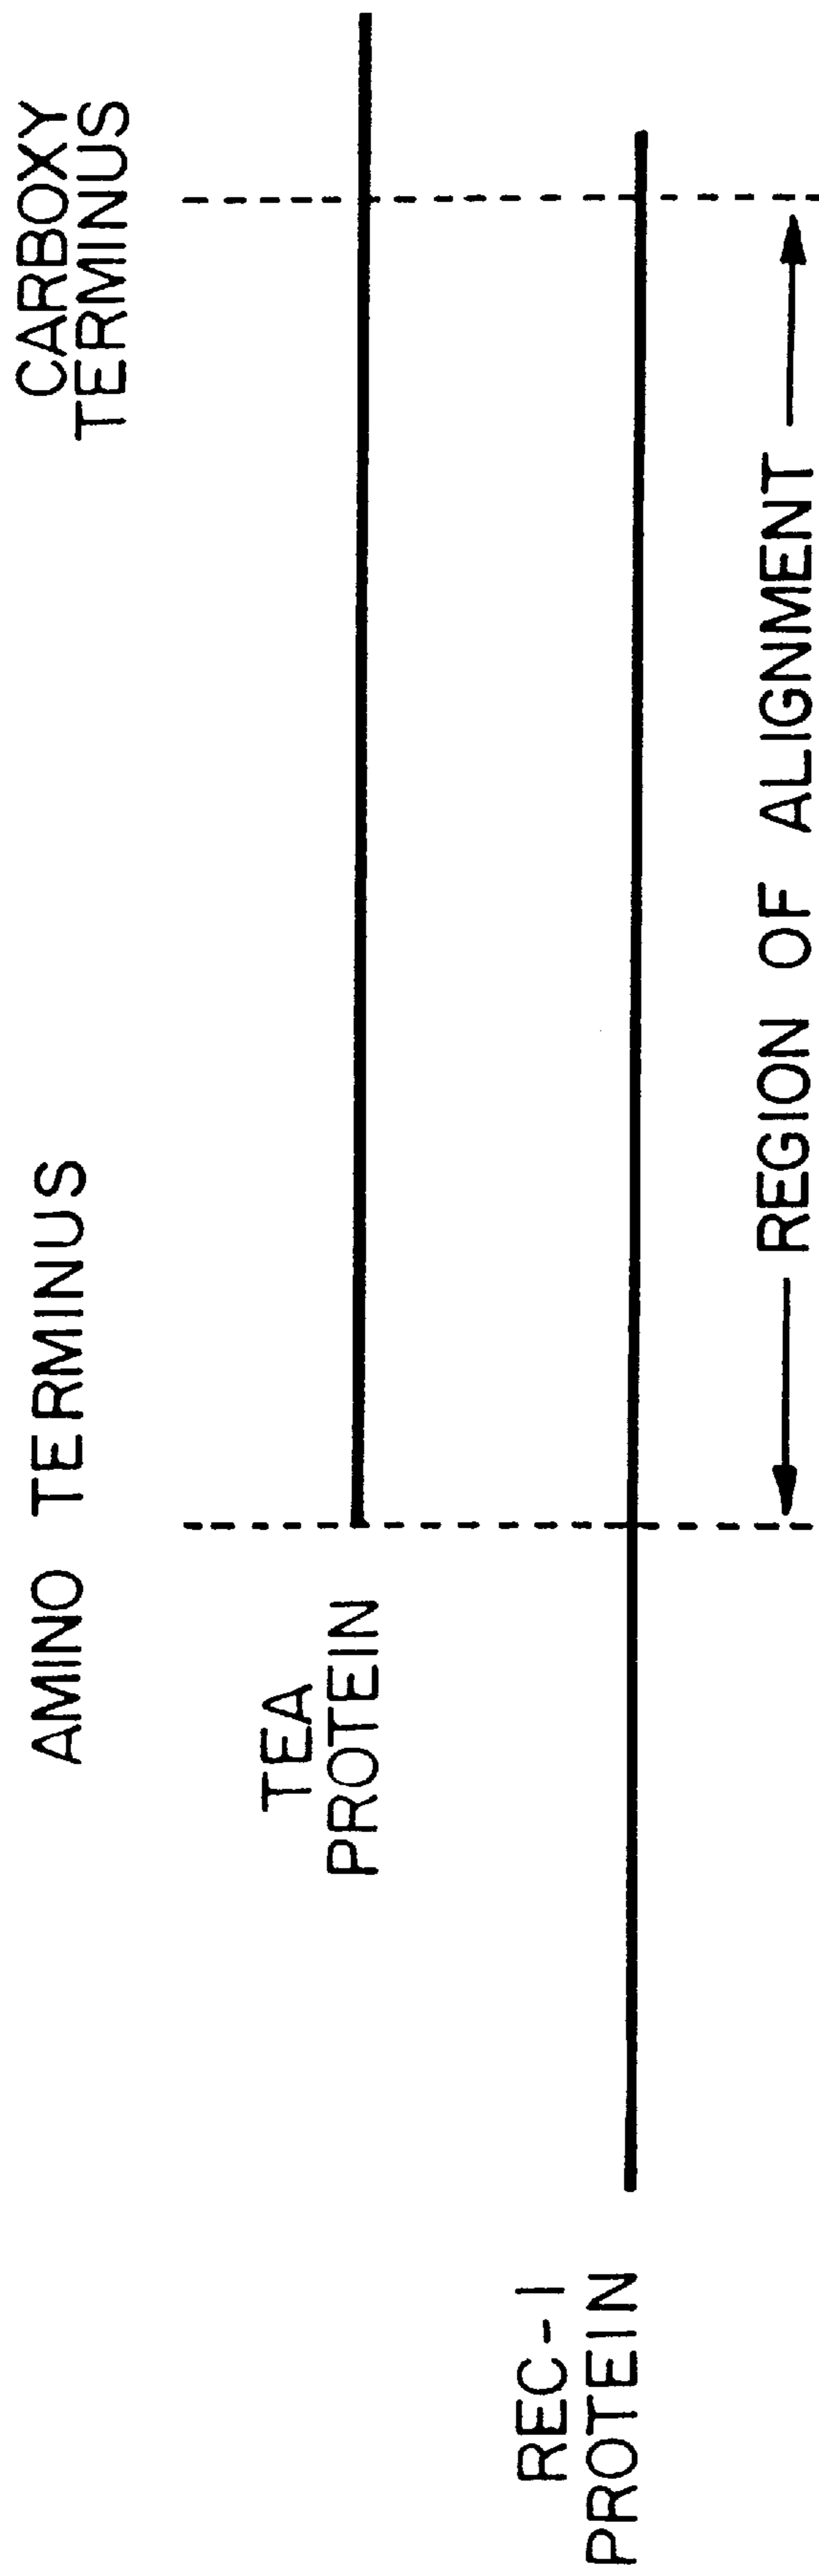 AMINO TERMINUS
CARBOXY
TERMINUS
TEA
PROTEIN
REC-1
PROTEIN
REGION OF ALIGNMENT